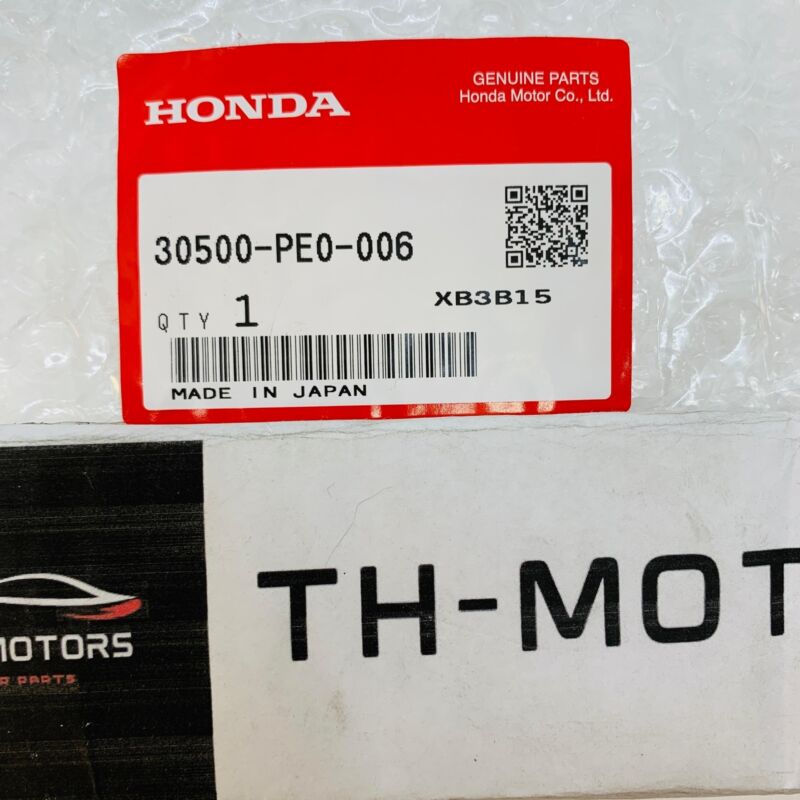 HONDA
GENUINE PARTS
Honda Motor Co., Ltd.
30500-PE0-006
QTY 1
XB3B15
MADE IN JAPAN
TH-MOT
MOTORS
R PARTS